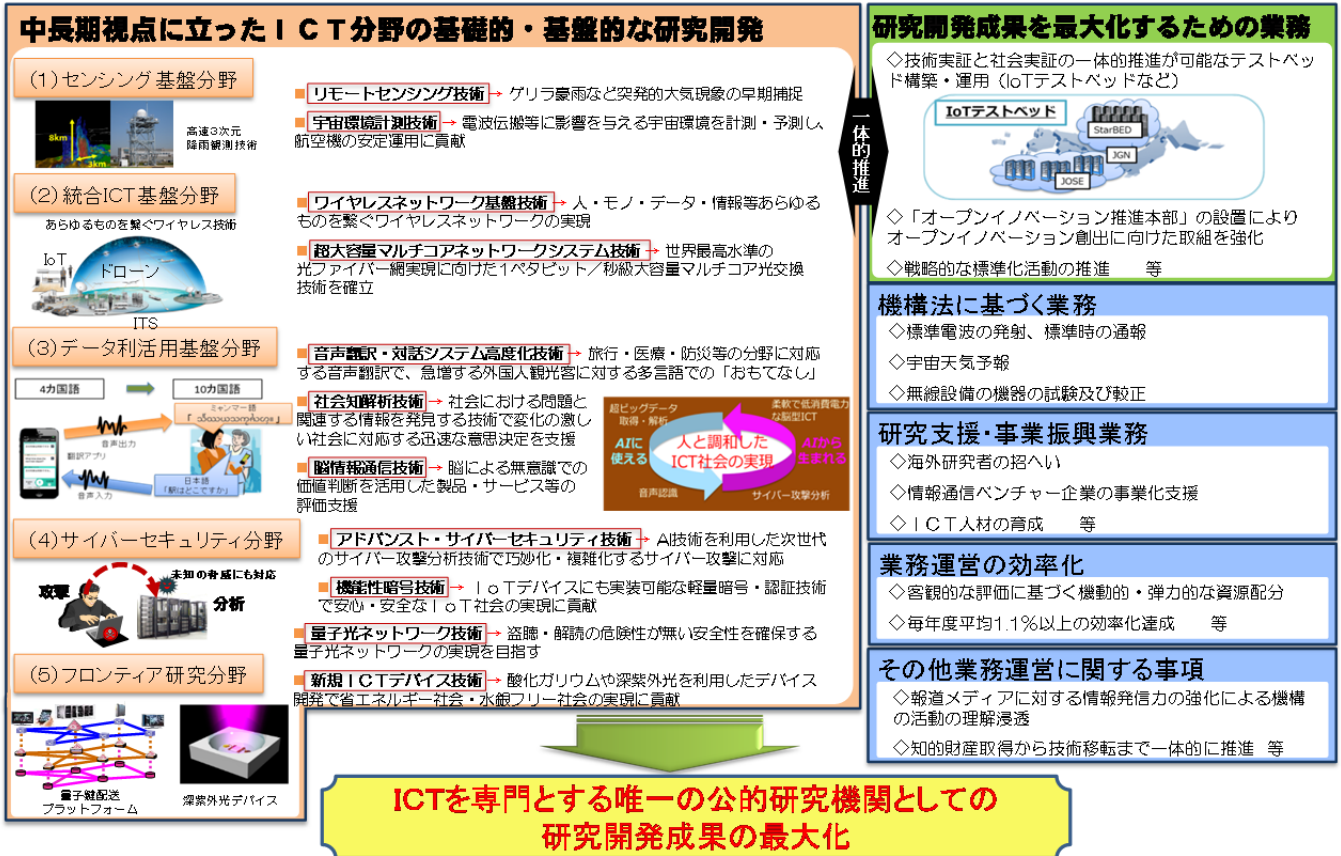 中長期視点に立ったＩＣＴ分野の基礎的・基盤的な研究開発
(1)センシング基盤分野
8km
3km
高速3次元
降雨観測技術
■リモートセンシング技術→ ゲリラ豪雨など突発的大気現象の早期捕捉
■宇宙環境計測技術→ 電波伝搬等に影響を与える宇宙環境を計測・予測し、
航空機の安定運用に貢献
(2)統合ICT基盤分野
あらゆるものを繋ぐワイヤレス技術
IoT
ドローン
ITS
■ワイヤレスネットワーク基盤技術→ 人・モノ・データ・情報等あらゆる
ものを繋ぐワイヤレスネットワークの実現
■超大容量マルチコアネットワークシステム技術→ 世界最高水準の
光ファイバー網実現に向けた１ペタビット／秒級大容量マルチコア光交換
技術を確立
(3)データ利活用基盤分野
4カ国語
10カ国語
ミャンマー語
音声出力
翻訳アプリ
日本語
「駅はどこですか」
音声入力
■音声翻訳・対話システム高度化技術→ 旅行・医療・防災等の分野に対応
する音声翻訳で、急増する外国人観光客に対する多言語での「おもてなし」
■社会知解析技術→社会における問題と
関連する情報を発見する技術で変化の激し
い社会に対応する迅速な意思決定を支援
■脳情報通信技術→脳による無意識での
価値判断を活用した製品・サービス等の
評価支援
超ビッグデータ
取得・解析
柔軟で低消費電力
な脳型ICT
AIに
使える
人と調和した
ICT社会の実現
AIから
生まれる
音声認識
サイバー攻撃分析
(4)サイバーセキュリティ分野
未知の脅威にも対応
攻撃
分析
■アドバンスト・サイバーセキュリティ技術→ AI技術を利用した次世代
のサイバー攻撃分析技術で巧妙化・複雑化するサイバー攻撃に対応
■機能性暗号技術→ ＩｏＴデバイスにも実装可能な軽量暗号・認証技術
で安心・安全なＩｏＴ社会の実現に貢献
■量子光ネットワーク技術→ 盗聴・解読の危険性が無い安全性を確保する
量子光ネットワークの実現を目指す
(5)フロンティア研究分野
■新規ＩＣＴデバイス技術→ 酸化ガリウムや深紫外光を利用したデバイス
開発で省エネルギー社会・水銀フリー社会の実現に貢献
量子鍵配送
プラットフォーム
深紫外光デバイス
一体的推進
研究開発成果を最大化するための業務
◇技術実証と社会実証の一体的推進が可能なテストベッ
ド構築・運用（IoTテストベッドなど）
IoTテストベッド
StarBED
JGN
JOSE
◇「オープンイノベーション推進本部」の設置により
オープンイノベーション創出に向けた取組を強化
◇戦略的な標準化活動の推進　等
機構法に基づく業務
◇標準電波の発射、標準時の通報
◇宇宙天気予報
◇無線設備の機器の試験及び較正
研究支援・事業振興業務
◇海外研究者の招へい
◇情報通信ベンチャー企業の事業化支援
◇ＩＣＴ人材の育成　等
業務運営の効率化
◇客観的な評価に基づく機動的・弾力的な資源配分
◇毎年度平均1.1%以上の効率化達成　等
その他業務運営に関する事項
◇報道メディアに対する情報発信力の強化による機構
の活動の理解浸透
◇知的財産取得から技術移転まで一体的に推進 等
ICTを専門とする唯一の公的研究機関としての
研究開発成果の最大化